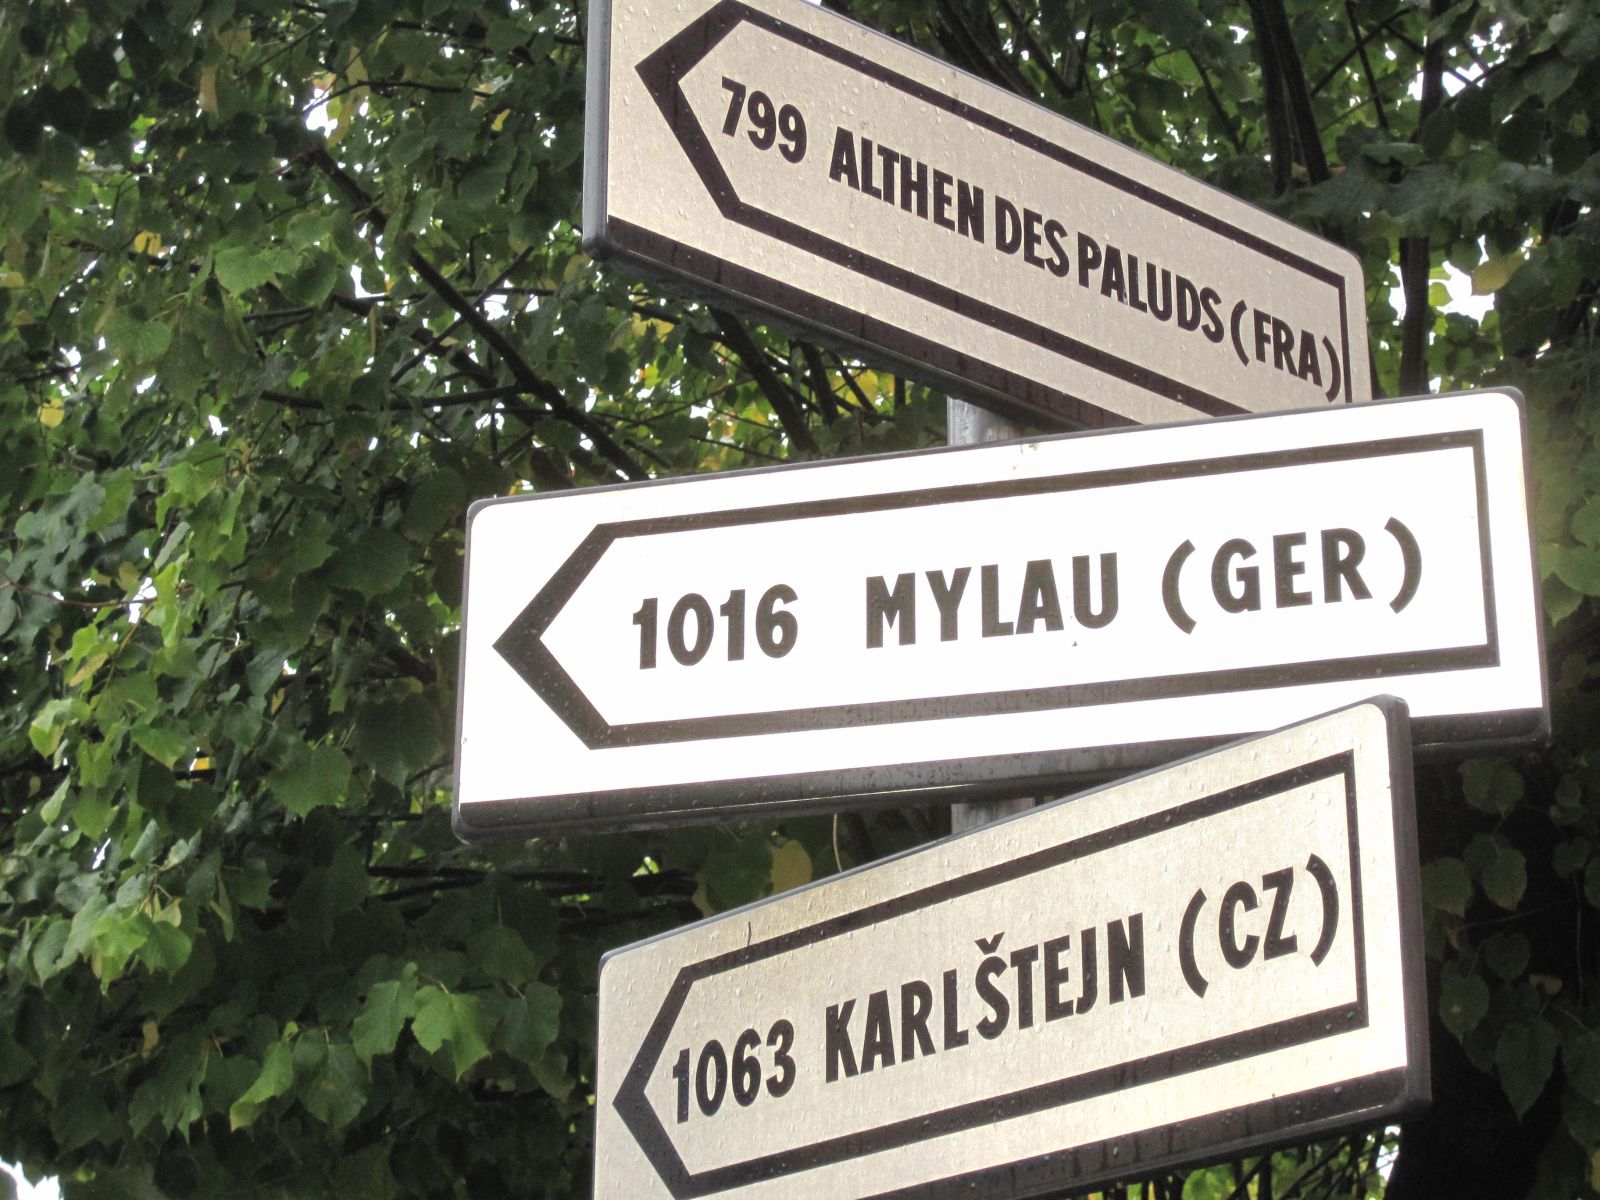 799 ALTHEN DES PALUDS (FRA)
1016 MYLAU (GER)
1063 KARLŠTEJN (CZ)